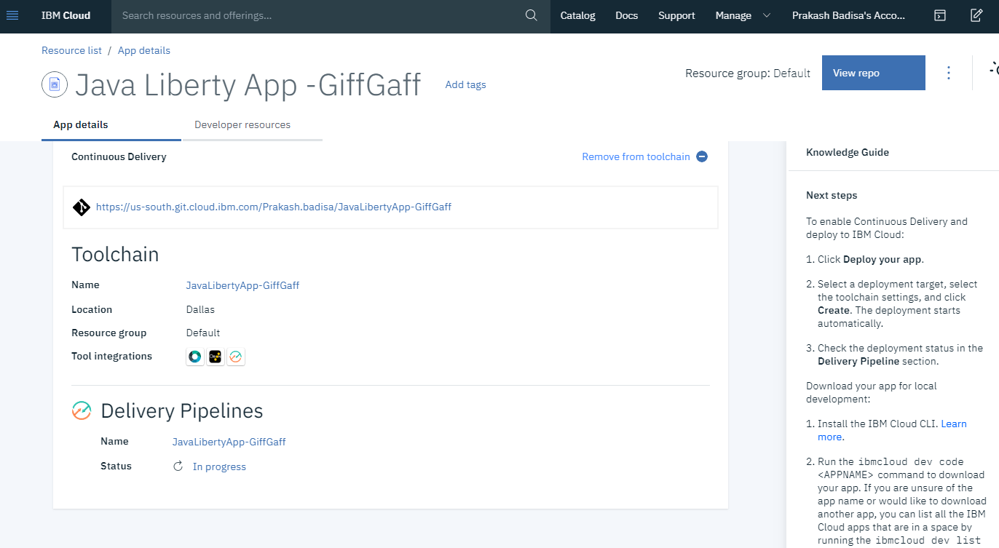 IBM Cloud
Search resources and offerings...
Catalog
Docs
Support
Manage
Prakash Badisa's Acco...
Resource list / App details
Java Liberty App -GiffGaff
Add tags
Resource group: Default
View repo
App details
Developer resources
Continuous Delivery
Remove from toolchain
https://us-south.git.cloud.ibm.com/Prakash.badisa/JavaLibertyApp-GiffGaff
Toolchain
Name JavaLibertyApp-GiffGaff
Location Dallas
Resource group Default
Tool integrations
Delivery Pipelines
Name JavaLibertyApp-GiffGaff
Status In progress
Knowledge Guide
Next steps
To enable Continuous Delivery and
deploy to IBM Cloud:
1. Click Deploy your app.
2. Select a deployment target, select
the toolchain settings, and click
Create. The deployment starts
automatically.
3. Check the deployment status in the
Delivery Pipeline section.
Download your app for local
development:
1. Install the IBM Cloud CLI. Learn
more.
2. Run the ibmcloud dev code
<APPNAME> command to download
your app. If you are unsure of the
app name or would like to download
another app, you can list all the IBM
Cloud apps that are in a space by
running the ibmcloud dev list